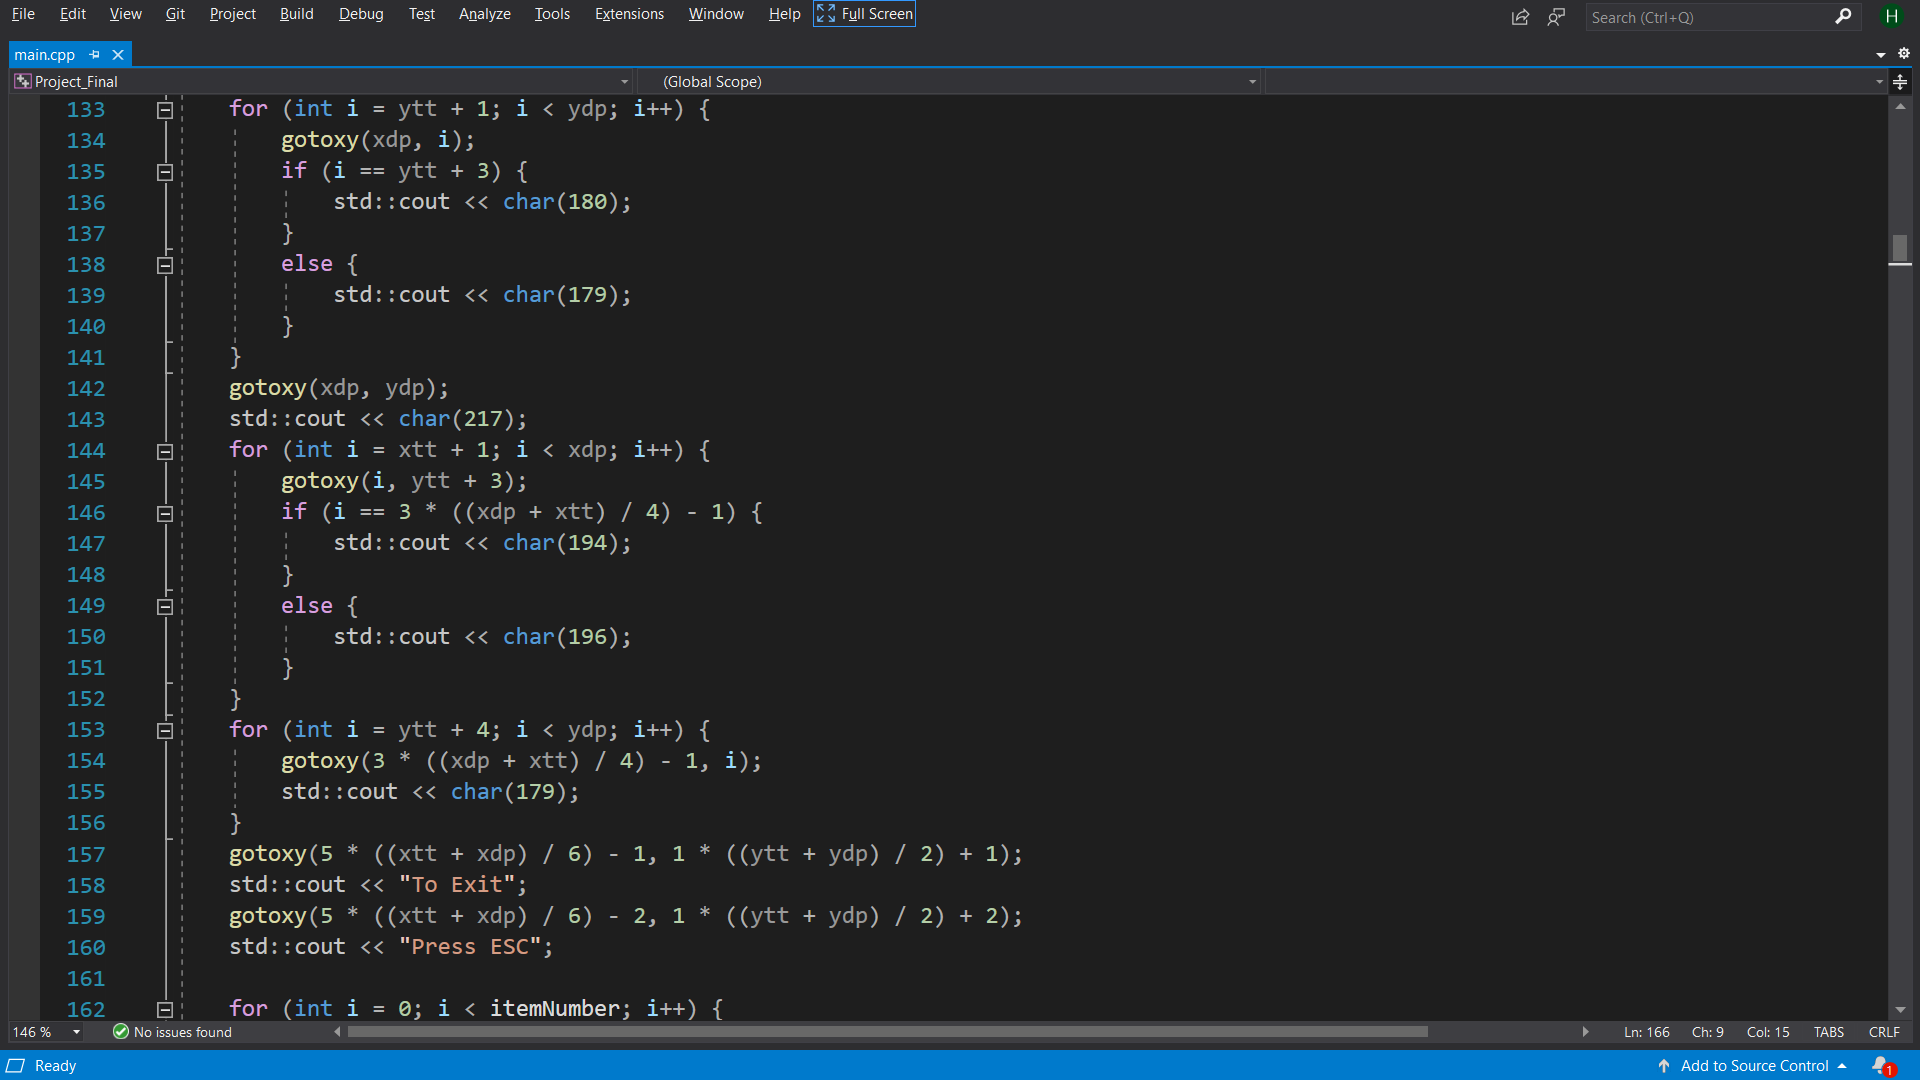 File Edit View Git Project Build Debug Test Analyze Tools Extensions Window Help Full Screen Search (Ctrl+Q) H
main.cpp
Project_Final (Global Scope)
133 for (int i = ytt + 1; i < ydp; i++) {
134 gotoxy(xdp, i);
135 if (i == ytt + 3) {
136 std::cout << char(180);
137 }
138 else {
139 std::cout << char(179);
140 }
141 }
142 gotoxy(xdp, ydp);
143 std::cout << char(217);
144 for (int i = xtt + 1; i < xdp; i++) {
145 gotoxy(i, ytt + 3);
146 if (i == 3 * ((xdp + xtt) / 4) - 1) {
147 std::cout << char(194);
148 }
149 else {
150 std::cout << char(196);
151 }
152 }
153 for (int i = ytt + 4; i < ydp; i++) {
154 gotoxy(3 * ((xdp + xtt) / 4) - 1, i);
155 std::cout << char(179);
156 }
157 gotoxy(5 * ((xtt + xdp) / 6) - 1, 1 * ((ytt + ydp) / 2) + 1);
158 std::cout << "To Exit";
159 gotoxy(5 * ((xtt + xdp) / 6) - 2, 1 * ((ytt + ydp) / 2) + 2);
160 std::cout << "Press ESC";
161
162 for (int i = 0; i < itemNumber; i++) {
146 % No issues found Ln: 166 Ch: 9 Col: 15 TABS CRLF
Ready Add to Source Control 1